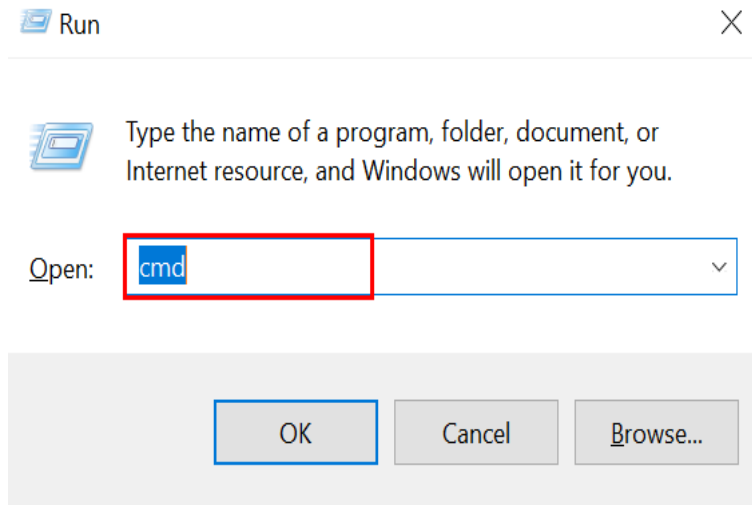 Run
Type the name of a program, folder, document, or
Internet resource, and Windows will open it for you.
Open: cmd
OK Cancel Browse...